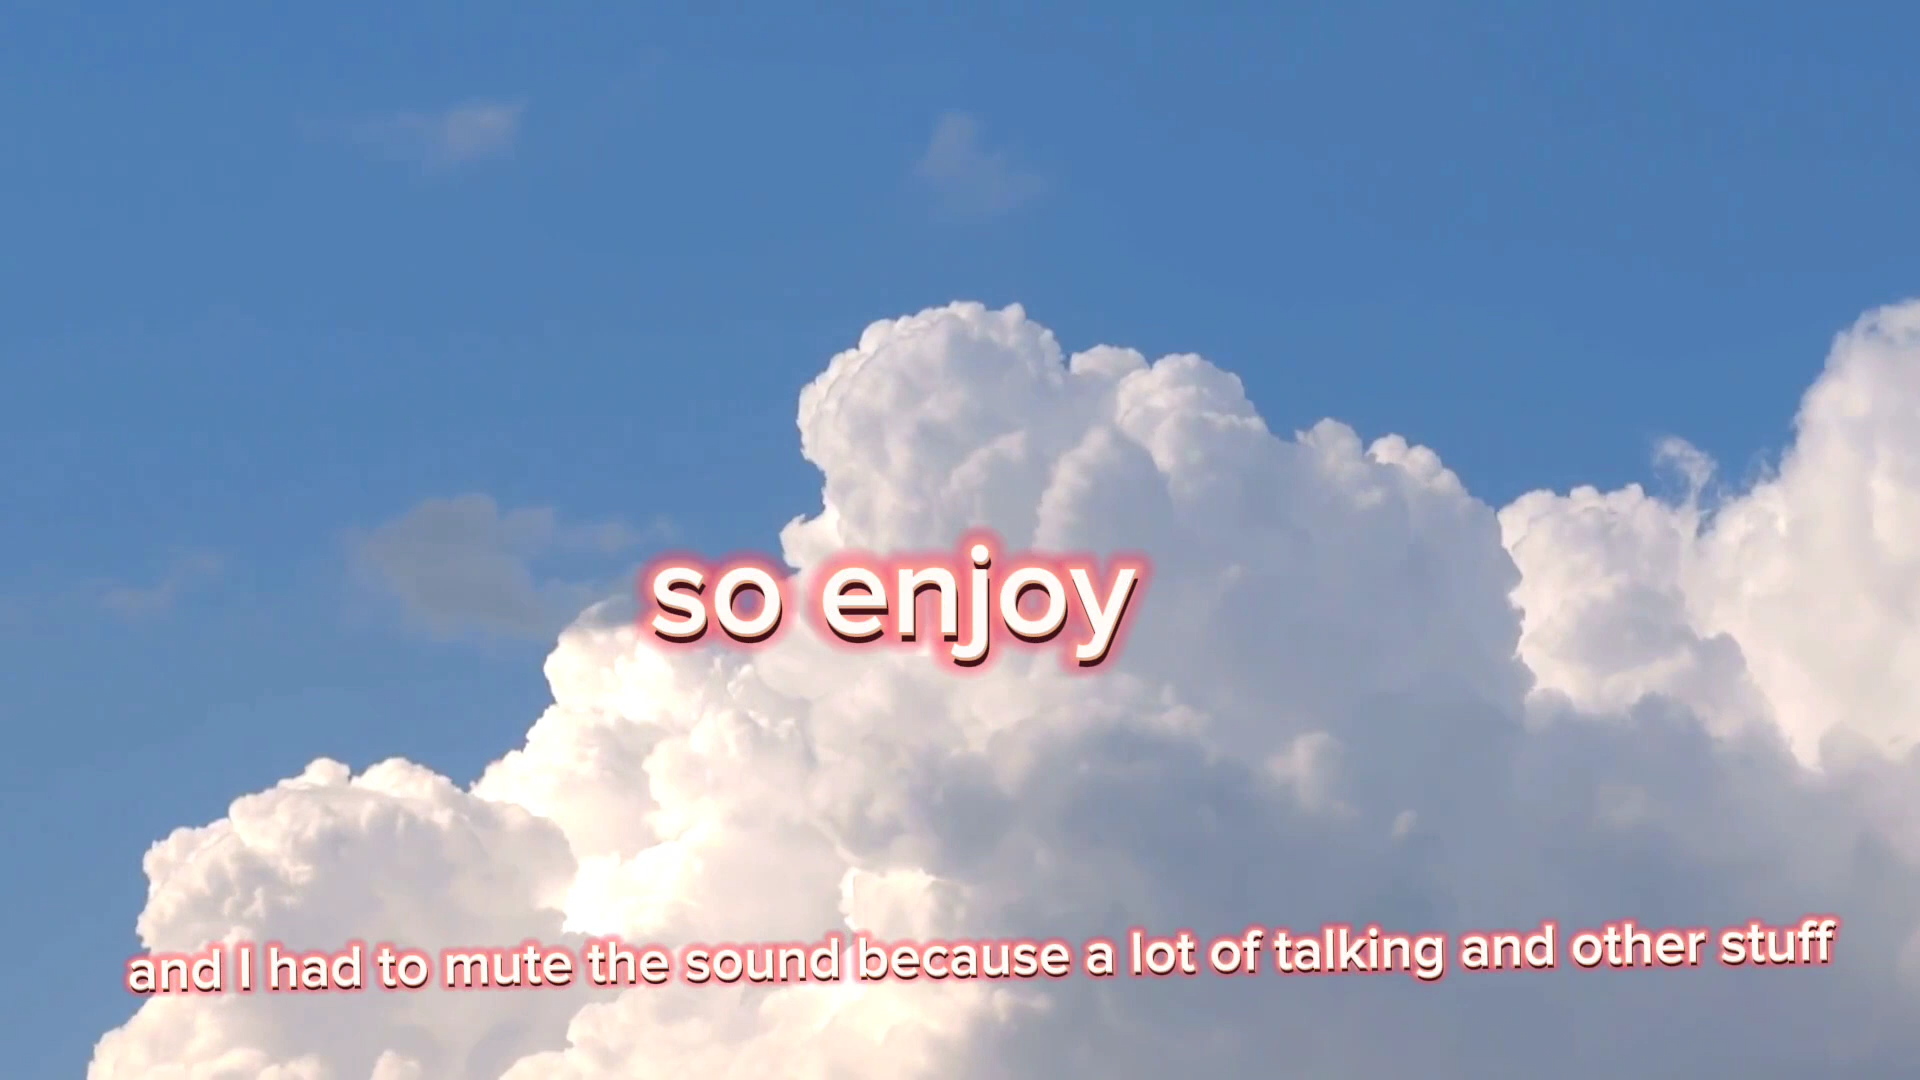 so enjoy
and I had to mute the sound because a lot of talking and other stuff